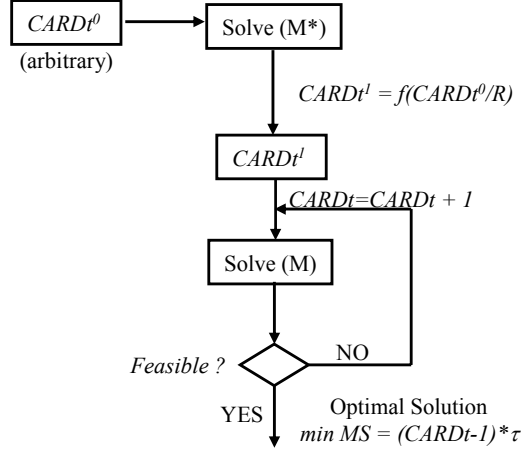 CARDt⁰
Solve (M*)
(arbitrary)
CARDt¹ = f(CARDt⁰/R)
CARDt¹
CARDt=CARDt + 1
Solve (M)
Feasible ?
NO
YES
Optimal Solution
min MS = (CARDt-1)*τ